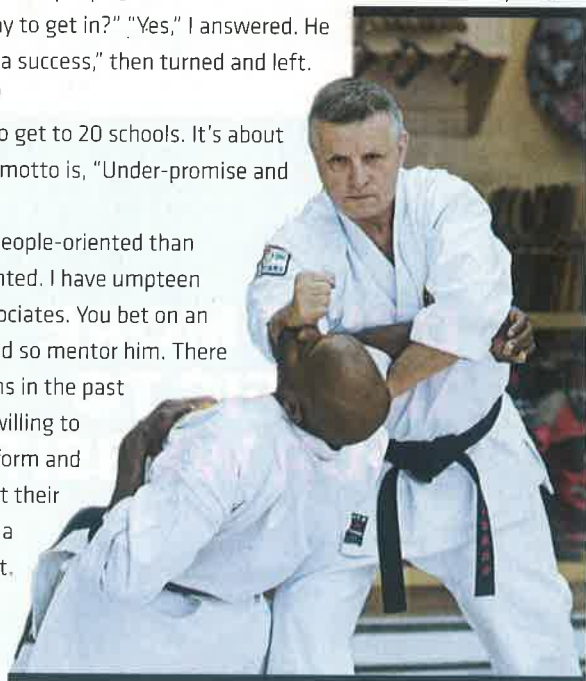 y to get in?” “Yes,” I answered. He
a success,” then turned and left.
o get to 20 schools. It’s about
motto is, “Under-promise and
eople-oriented than
nted. I have umpteen
ociates. You bet on an
d so mentor him. There
ns in the past
willing to
form and
t their
a
t.